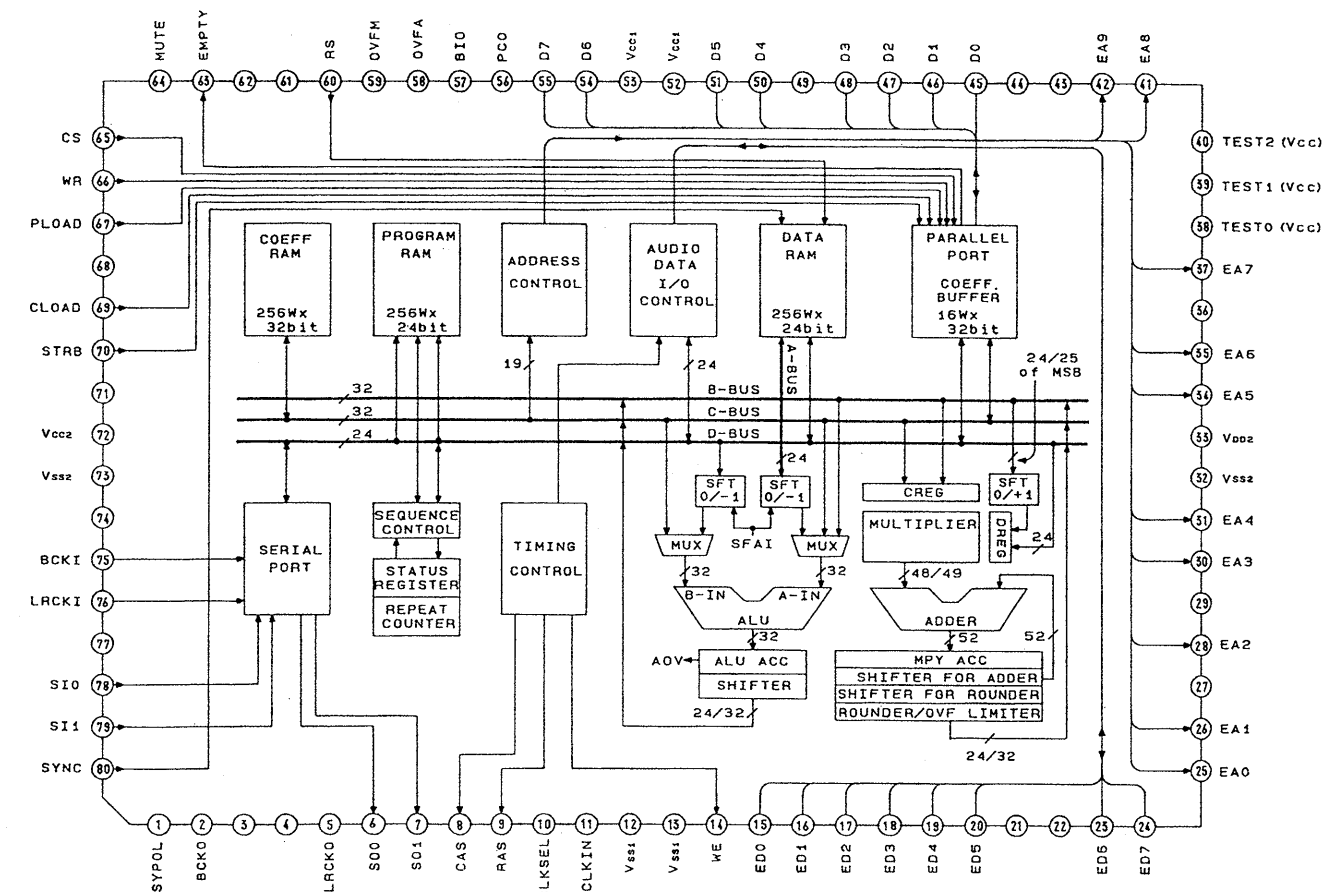 MUTE
EMPTY
RS
OVFM
OVFA
BIO
PCO
D7
D6
Vcc1
Vcc1
D5
D4
D3
D2
D1
D0
EA9
EA8
64
63
62
61
60
59
58
57
56
55
54
53
52
51
50
49
48
47
46
45
44
43
42
41
CS 65
WR 66
PLOAD 67
68
CLOAD 69
STRB 70
71
Vcc2 72
Vss2 73
74
BCKI 75
LRCKI 76
77
SI0 78
SI1 79
SYNC 80
40 TEST2 (Vcc)
39 TEST1 (Vcc)
38 TEST0 (Vcc)
37 EA7
36
35 EA6
34 EA5
33 VDD2
32 Vss2
31 EA4
30 EA3
29
28 EA2
27
26 EA1
25 EA0
COEFF
RAM
256Wx
32bit
PROGRAM
RAM
256Wx
24bit
ADDRESS
CONTROL
AUDIO
DATA
I/O
CONTROL
DATA
RAM
256Wx
24bit
PARALLEL
PORT
COEFF.
BUFFER
16Wx
32bit
19
24
A-BUS
24/25
of MSB
32
B-BUS
32
C-BUS
24
D-BUS
24
SFT
0/-1
SFT
0/-1
CREG
SFT
0/+1
SERIAL
PORT
SEQUENCE
CONTROL
STATUS
REGISTER
REPEAT
COUNTER
TIMING
CONTROL
MUX
SFAI
MUX
MULTIPLIER
DREG
24
32
32
48/49
B-IN
A-IN
ALU
ADDER
32
52
52
AOV
ALU ACC
SHIFTER
24/32
MPY ACC
SHIFTER FOR ADDER
SHIFTER FOR ROUNDER
ROUNDER/OVF LIMITER
24/32
1
2
3
4
5
6
7
8
9
10
11
12
13
14
15
16
17
18
19
20
21
22
23
24
SYPOL
BCKO
LRCKO
SO0
SO1
CAS
RAS
LKSEL
CLKIN
Vss1
Vss1
WE
ED0
ED1
ED2
ED3
ED4
ED5
ED6
ED7